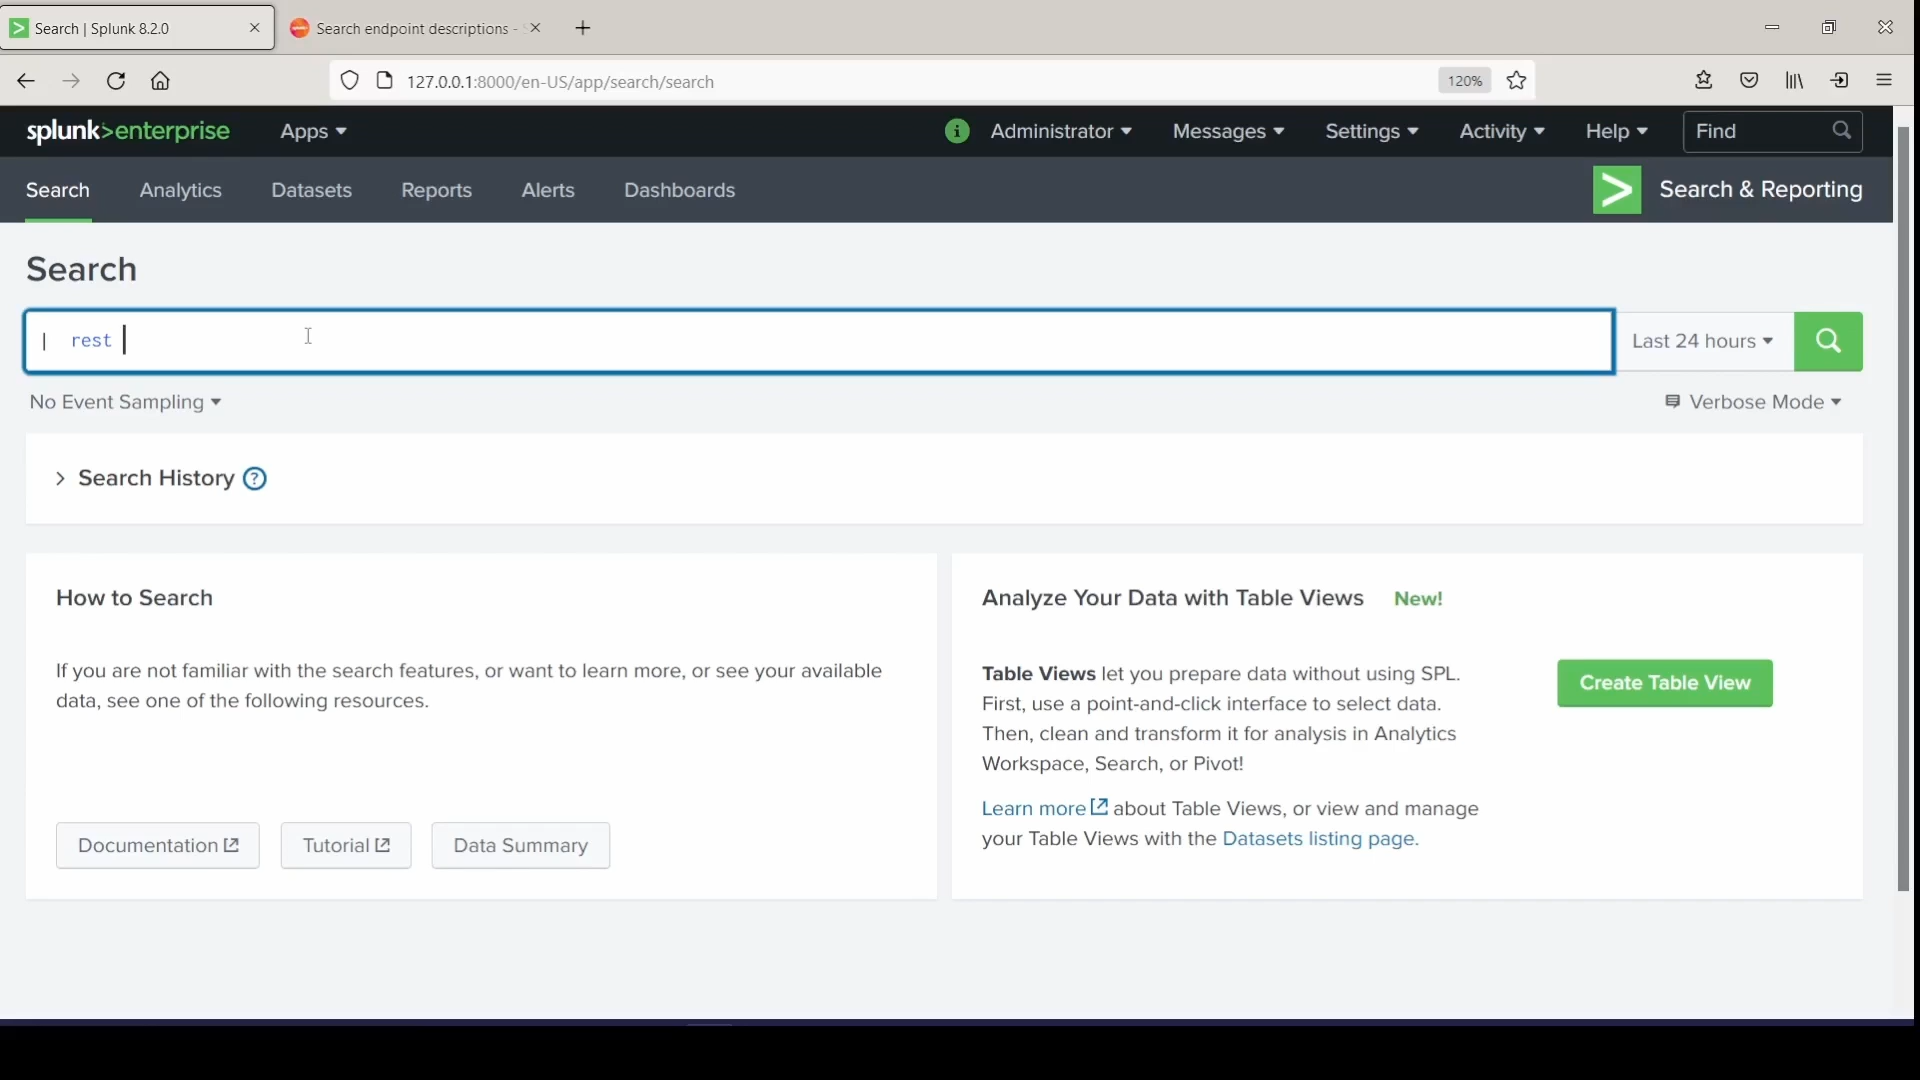 Search | Splunk 8.2.0
Search endpoint descriptions -
127.0.0.1:8000/en-US/app/search/search
120%
splunk>enterprise
Apps
i
Administrator
Messages
Settings
Activity
Help
Find
Search
Analytics
Datasets
Reports
Alerts
Dashboards
Search & Reporting
Search
| rest
Last 24 hours
No Event Sampling
Verbose Mode
Search History ?
How to Search
If you are not familiar with the search features, or want to learn more, or see your available
data, see one of the following resources.
Documentation
Tutorial
Data Summary
Analyze Your Data with Table Views New!
Table Views let you prepare data without using SPL.
First, use a point-and-click interface to select data.
Then, clean and transform it for analysis in Analytics
Workspace, Search, or Pivot!
Create Table View
Learn more about Table Views, or view and manage
your Table Views with the Datasets listing page.